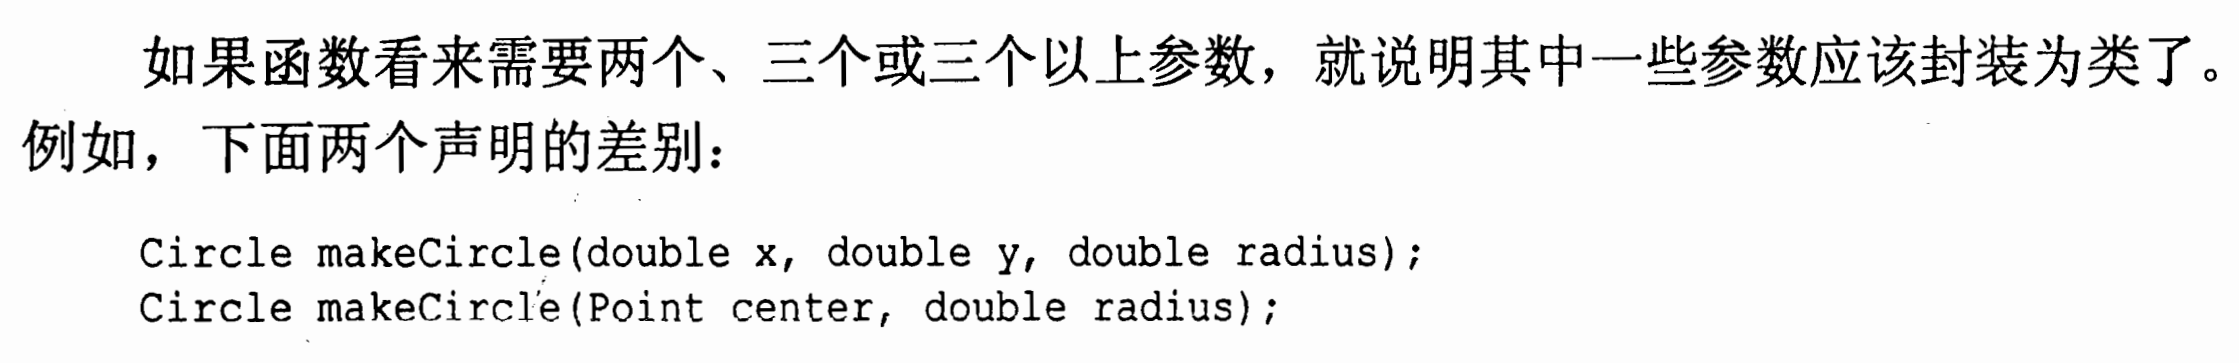 如果函数看来需要两个、三个或三个以上参数，就说明其中一些参数应该封装为类了。
例如，下面两个声明的差别：
Circle makeCircle(double x, double y, double radius);
Circle makeCircle(Point center, double radius);